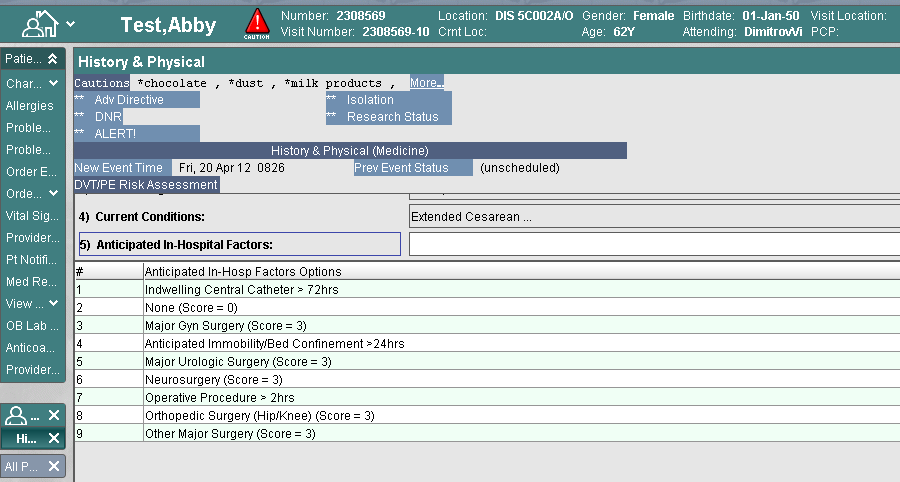 Test,Abby
CAUTION
Number: 2308569 Location: DIS 5C002A/O Gender: Female Birthdate: 01-Jan-50 Visit Location:
Visit Number: 2308569-10 Crnt Loc: Age: 62Y Attending: DimitrovVi PCP:
Patie...
Char...
Allergies
Proble...
Proble...
Order E...
Orde...
Vital Sig...
Provider...
Pt Notifi...
Med Re...
View ...
OB Lab ...
Anticoa...
Provider...
...
Hi...
All P...
History & Physical
Cautions *chocolate , *dust , *milk products , More..
** Adv Directive ** Isolation
** DNR ** Research Status
** ALERT!
History & Physical (Medicine)
New Event Time Fri, 20 Apr 12 0826 Prev Event Status (unscheduled)
DVT/PE Risk Assessment
4) Current Conditions: Extended Cesarean ...
5) Anticipated In-Hospital Factors:
# Anticipated In-Hosp Factors Options
1 Indwelling Central Catheter > 72hrs
2 None (Score = 0)
3 Major Gyn Surgery (Score = 3)
4 Anticipated Immobility/Bed Confinement >24hrs
5 Major Urologic Surgery (Score = 3)
6 Neurosurgery (Score = 3)
7 Operative Procedure > 2hrs
8 Orthopedic Surgery (Hip/Knee) (Score = 3)
9 Other Major Surgery (Score = 3)